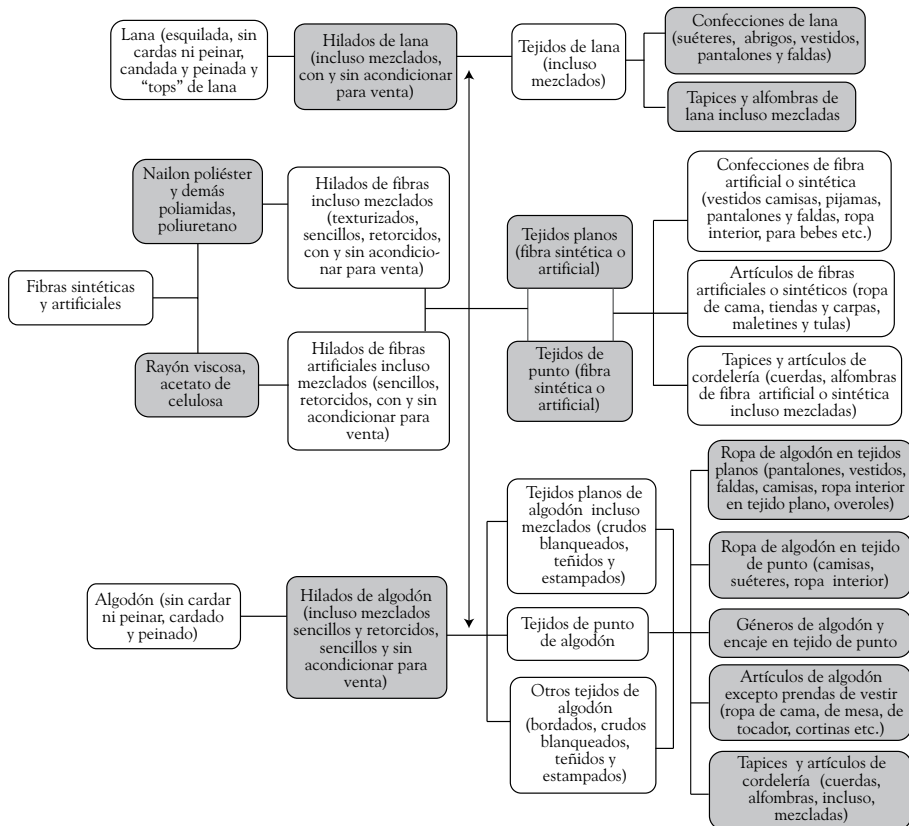 Lana (esquilada, sin
cardas ni peinar,
candada y peinada y
“tops” de lana
Hilados de lana
(incluso mezclados,
con y sin acondicionar
para venta)
Tejidos de lana
(incluso
mezclados)
Confecciones de lana
(suéteres, abrigos, vestidos,
pantalones y faldas)
Tapices y alfombras de
lana incluso mezcladas
Fibras sintéticas
y artificiales
Nailon poliéster
y demás
poliamidas,
poliuretano
Rayón viscosa,
acetato de
celulosa
Hilados de fibras
incluso mezclados
(texturizados,
sencillos, retorcidos,
con y sin acondicio-
nar para venta)
Hilados de fibras
artificiales incluso
mezclados (sencillos,
retorcidos, con y sin
acondicionar para
venta)
Tejidos planos
(fibra sintética o
artificial)
Tejidos de
punto (fibra
sintética o
artificial)
Confecciones de fibra
artificial o sintética
(vestidos camisas, pijamas,
pantalones y faldas, ropa
interior, para bebes etc.)
Artículos de fibras
artificiales o sintéticos (ropa
de cama, tiendas y carpas,
maletines y tulas)
Tapices y artículos de
cordelería (cuerdas, alfombras
de fibra artificial o sintética
incluso mezcladas)
Algodón (sin cardar
ni peinar, cardado
y peinado)
Hilados de algodón
(incluso mezclados
sencillos y retorcidos,
sencillos y sin
acondicionar para
venta)
Tejidos planos de
algodón incluso
mezclados (crudos
blanqueados,
teñidos y
estampados)
Tejidos de punto
de algodón
Otros tejidos de
algodón
(bordados, crudos
blanqueados,
teñidos y
estampados)
Ropa de algodón en tejidos
planos (pantalones, vestidos,
faldas, camisas, ropa interior
en tejido plano, overoles)
Ropa de algodón en tejido
de punto (camisas,
suéteres, ropa interior)
Géneros de algodón y
encaje en tejido de punto
Artículos de algodón
excepto prendas de vestir
(ropa de cama, de mesa, de
tocador, cortinas etc.)
Tapices y artículos de
cordelería (cuerdas,
alfombras, incluso,
mezcladas)